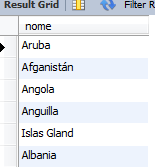 Result Grid Filter R
nome
Aruba
Afganistán
Angola
Anguilla
Islas Gland
Albania